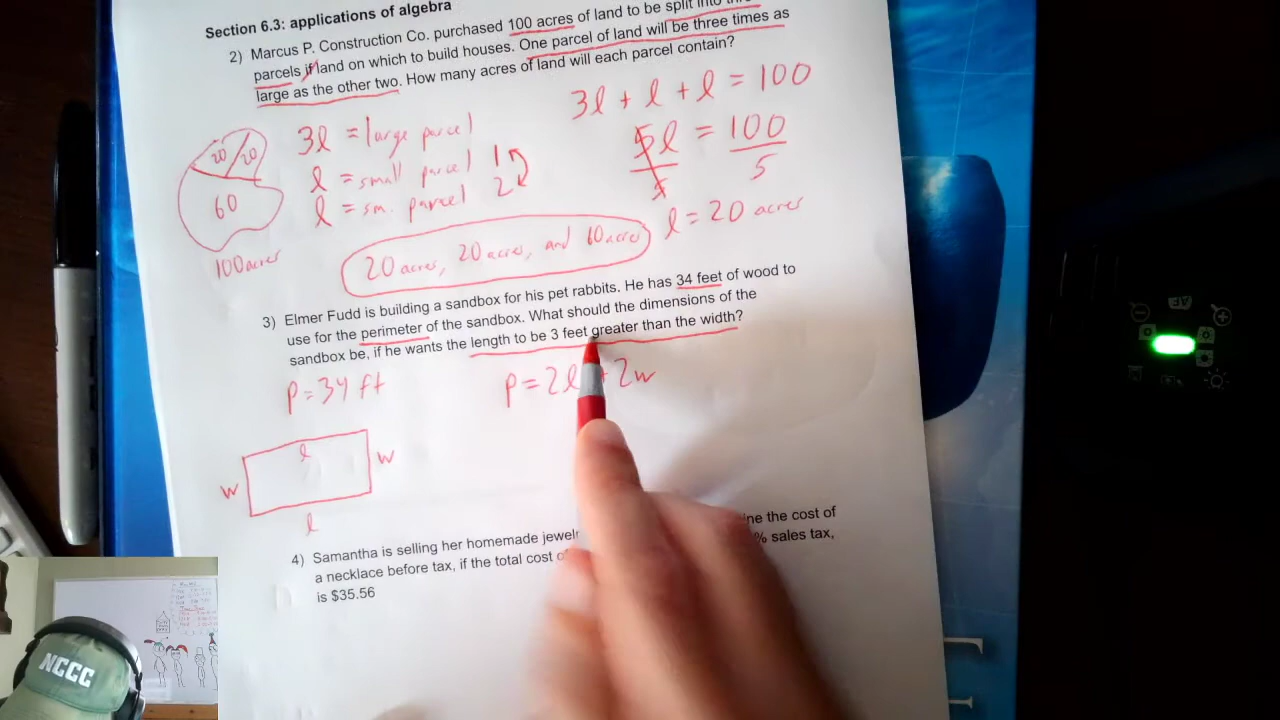 Section 6.3: applications of algebra
2) Marcus P. Construction Co. purchased 100 acres of land to be split into
parcels if land on which to build houses. One parcel of land will be three times as
large as the other two. How many acres of land will each parcel contain?
3l + l + l = 100
5l = 100
5 5
l = 20 acres
3l = large parcel
l = small parcel 1
l = sm. parcel 2
20 20
60
100 acres
20 acres, 20 acres, and 60 acres
3) Elmer Fudd is building a sandbox for his pet rabbits. He has 34 feet of wood to
use for the perimeter of the sandbox. What should the dimensions of the
sandbox be, if he wants the length to be 3 feet greater than the width?
P = 34 ft
P = 2l + 2w
l
w
w
l
4) Samantha is selling her homemade the cost of
a necklace before tax, if the total cost % sales tax,
is $35.56
NCCC
AF